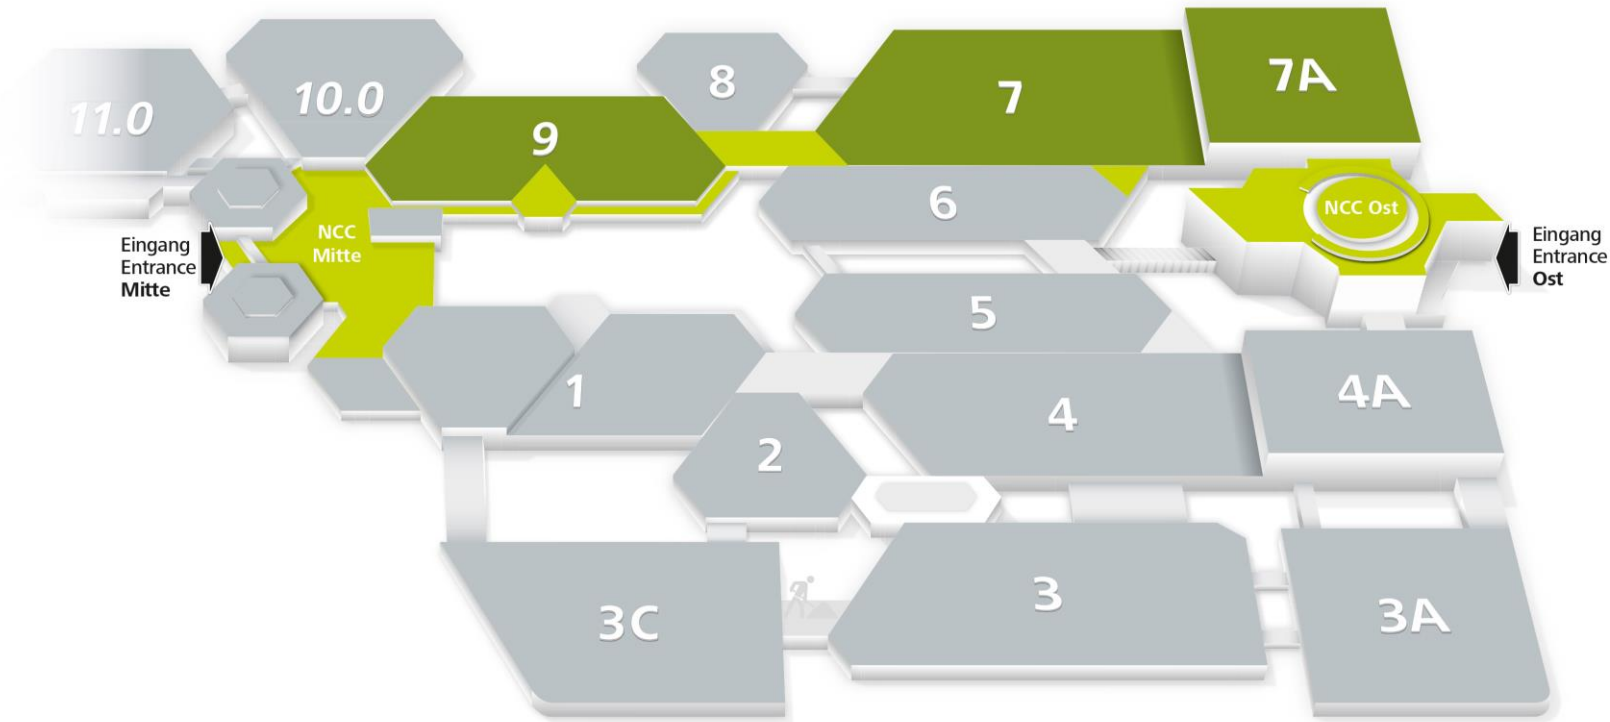 11.0
10.0
8
7
7A
9
6
NCC
Mitte
NCC Ost
Eingang
Entrance
Mitte
Eingang
Entrance
Ost
5
1
4
4A
2
3C
3
3A